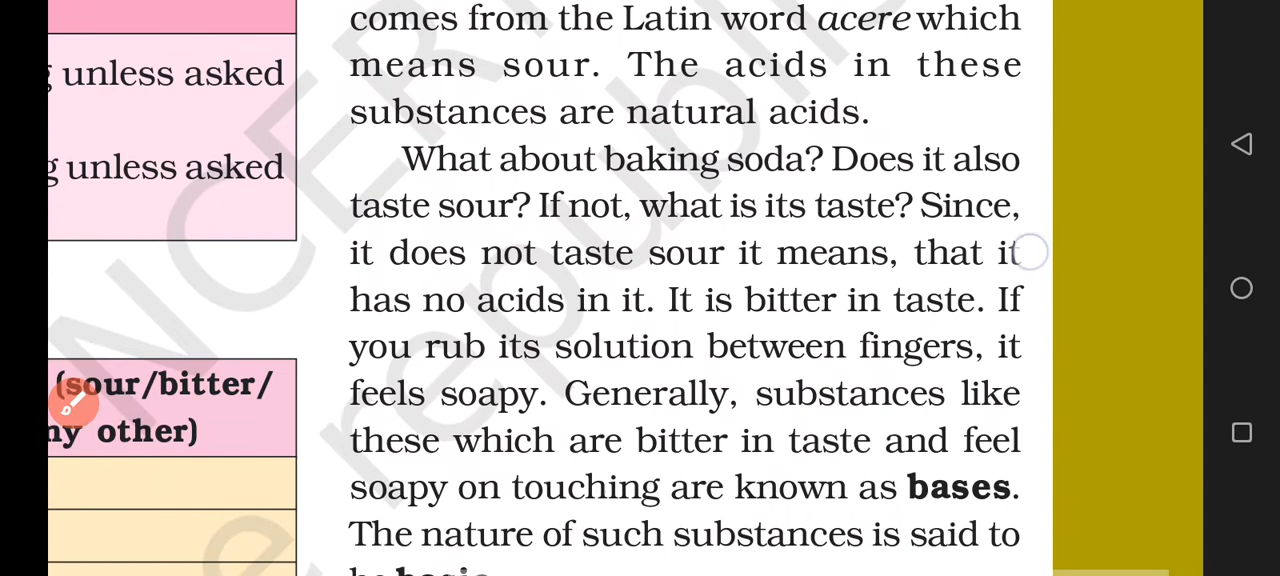 comes from the Latin word acere which
means sour. The acids in these
substances are natural acids.
What about baking soda? Does it also
taste sour? If not, what is its taste? Since,
it does not taste sour it means, that it
has no acids in it. It is bitter in taste. If
you rub its solution between fingers, it
feels soapy. Generally, substances like
these which are bitter in taste and feel
soapy on touching are known as bases.
The nature of such substances is said to
be basic.
unless asked
unless asked
(sour/bitter/
ny other)
NCER
republi